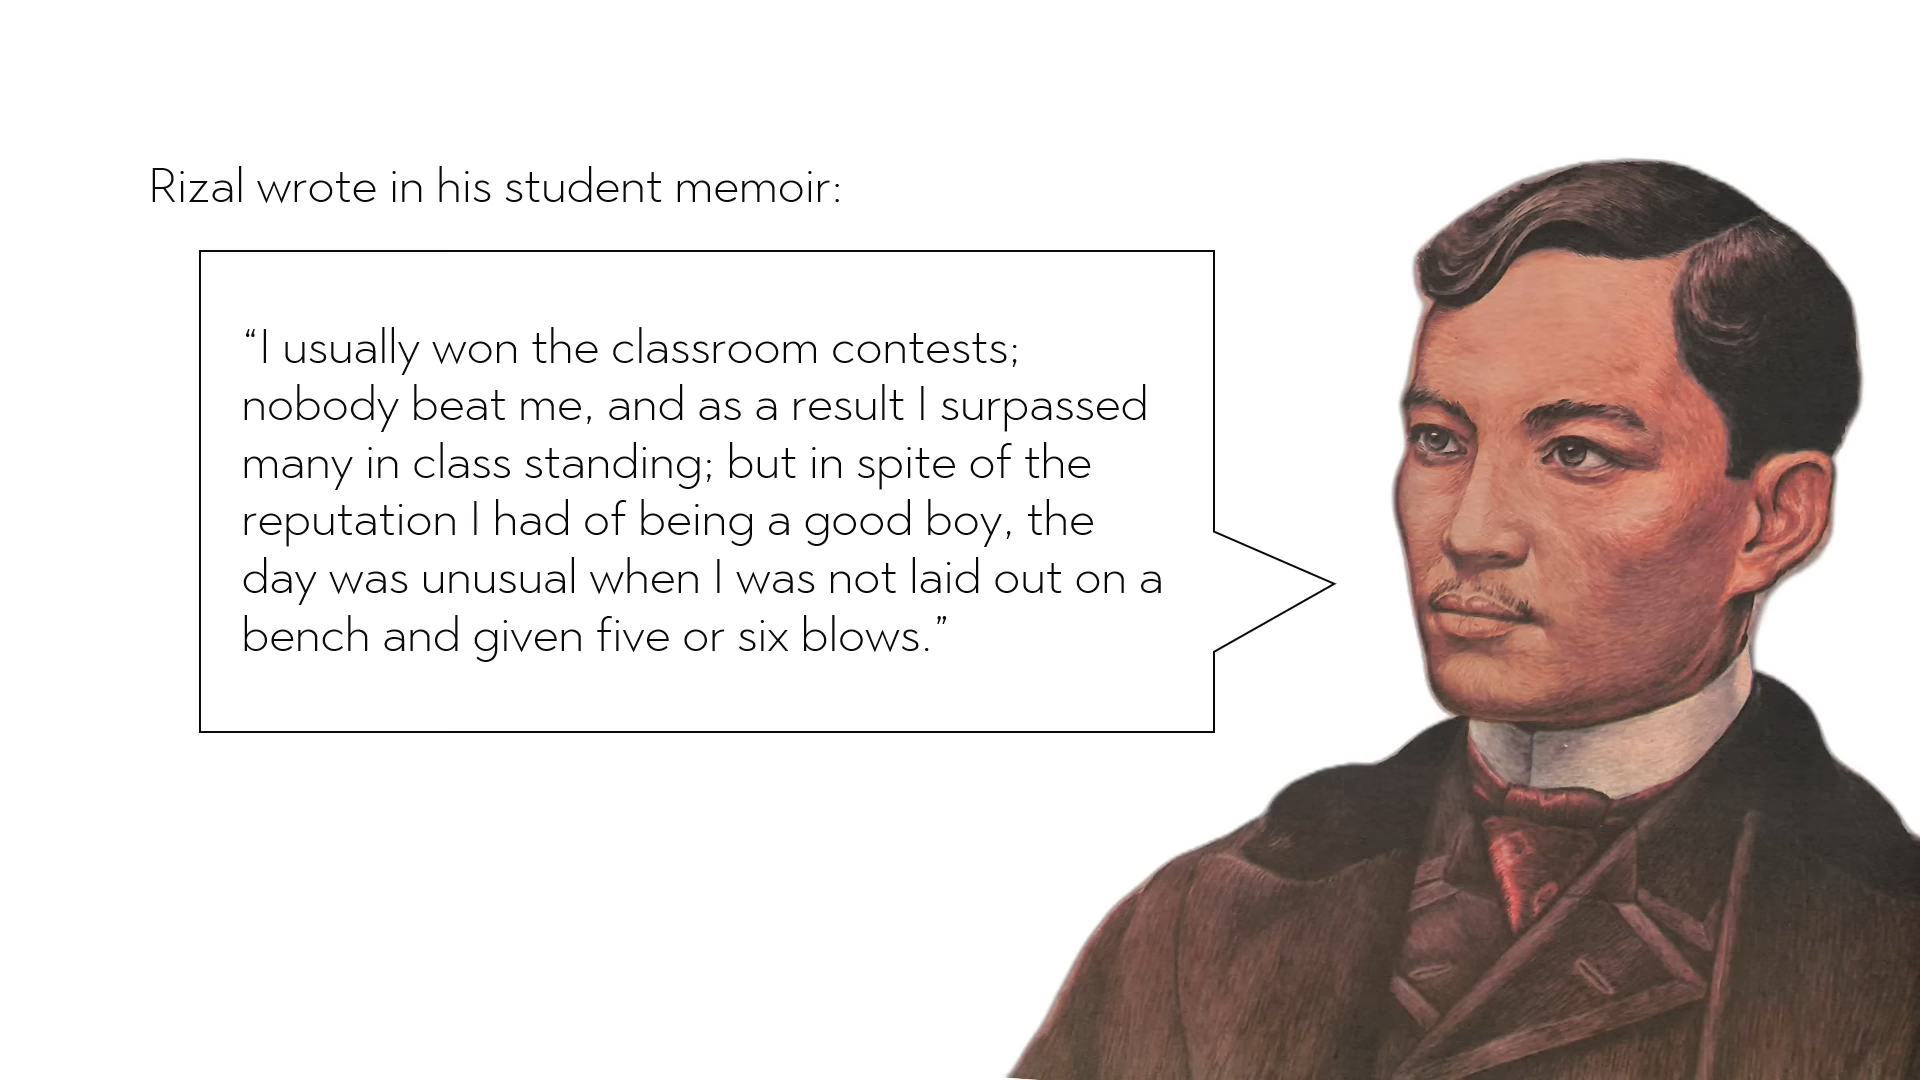 Rizal wrote in his student memoir:
“I usually won the classroom contests;
nobody beat me, and as a result I surpassed
many in class standing; but in spite of the
reputation I had of being a good boy, the
day was unusual when I was not laid out on a
bench and given five or six blows.”